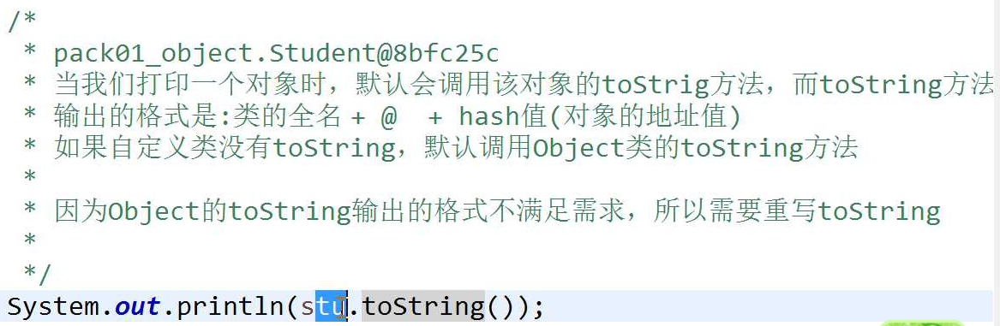 /*
* pack01_object.Student@8bfc25c
* 当我们打印一个对象时，默认会调用该对象的toStrig方法，而toString方法
* 输出的格式是:类的全名 + @  + hash值(对象的地址值)
* 如果自定义类没有toString，默认调用Object类的toString方法
*
* 因为Object的toString输出的格式不满足需求，所以需要重写toString
*
*/
System.out.println(stu.toString());